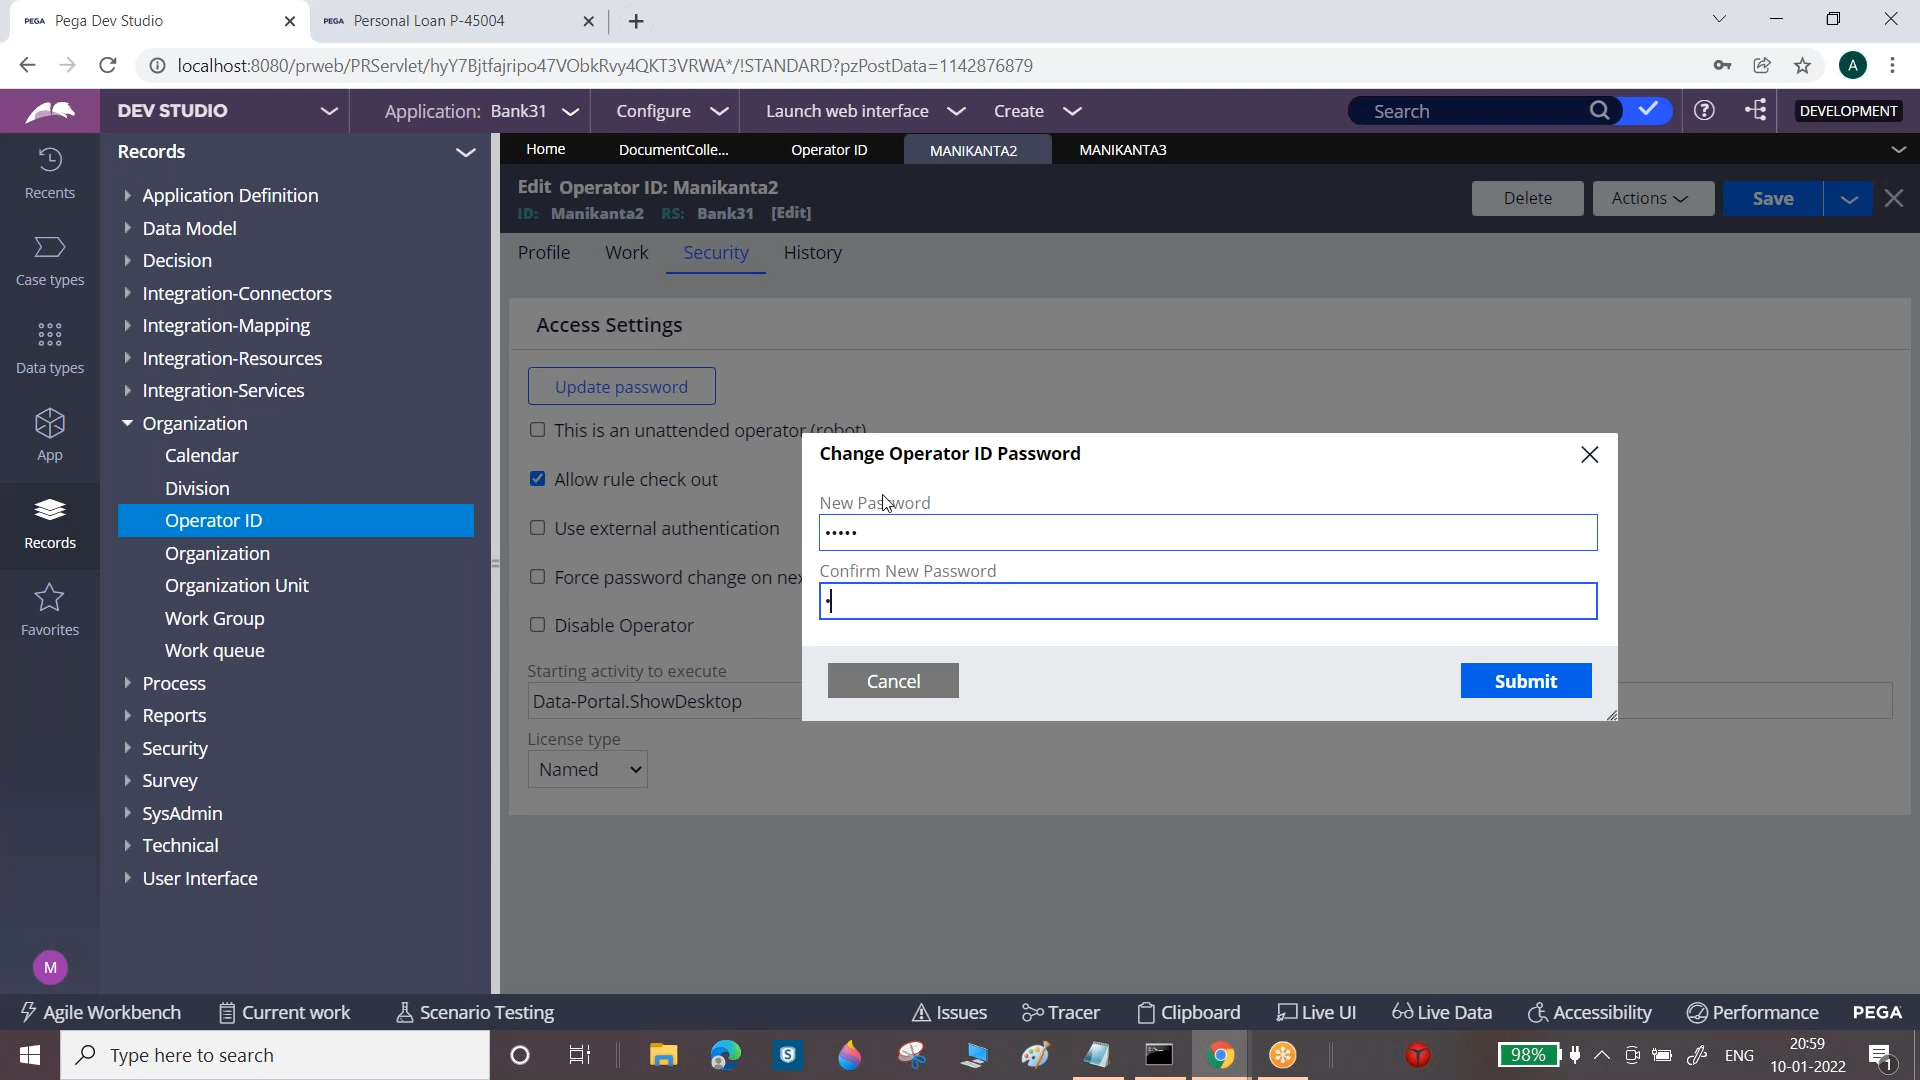 PEGA Pega Dev Studio
PEGA Personal Loan P-45004
localhost:8080/prweb/PRServlet/hyY7Bjtfajripo47VObkRvy4QKT3VRWA*/!STANDARD?pzPostData=1142876879
A
DEV STUDIO
Application: Bank31
Configure
Launch web interface
Create
Search
DEVELOPMENT
Recents
Case types
Data types
App
Records
Favorites
M
Records
Application Definition
Data Model
Decision
Integration-Connectors
Integration-Mapping
Integration-Resources
Integration-Services
Organization
Calendar
Division
Operator ID
Organization
Organization Unit
Work Group
Work queue
Process
Reports
Security
Survey
SysAdmin
Technical
User Interface
Home
DocumentColle...
Operator ID
MANIKANTA2
MANIKANTA3
Edit Operator ID: Manikanta2
ID: Manikanta2 RS: Bank31 [Edit]
Delete
Actions
Save
Profile
Work
Security
History
Access Settings
Update password
This is an unattended operator (robot)
Allow rule check out
Use external authentication
Force password change on nex
Disable Operator
Starting activity to execute
Data-Portal.ShowDesktop
License type
Named
Change Operator ID Password
New Password
•••••
Confirm New Password
•
Cancel
Submit
Agile Workbench
Current work
Scenario Testing
Issues
Tracer
Clipboard
Live UI
Live Data
Accessibility
Performance
PEGA
Type here to search
98%
ENG
20:59
10-01-2022
1